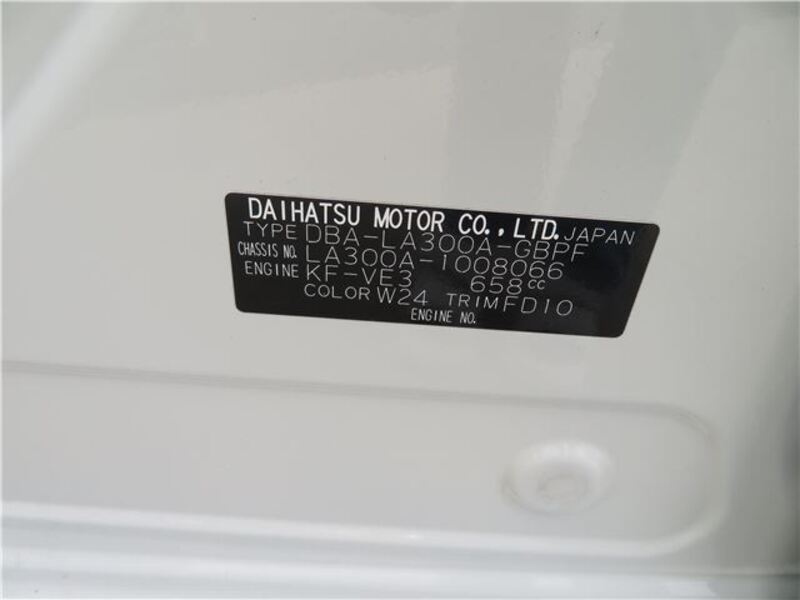 DAIHATSU MOTOR CO., LTD. JAPAN
TYPE DBA-LA300A-GBPF
CHASSIS NO. LA300A-1008066
ENGINE KF-VE3 658cc
COLOR W24 TRIM FD10
ENGINE NO.